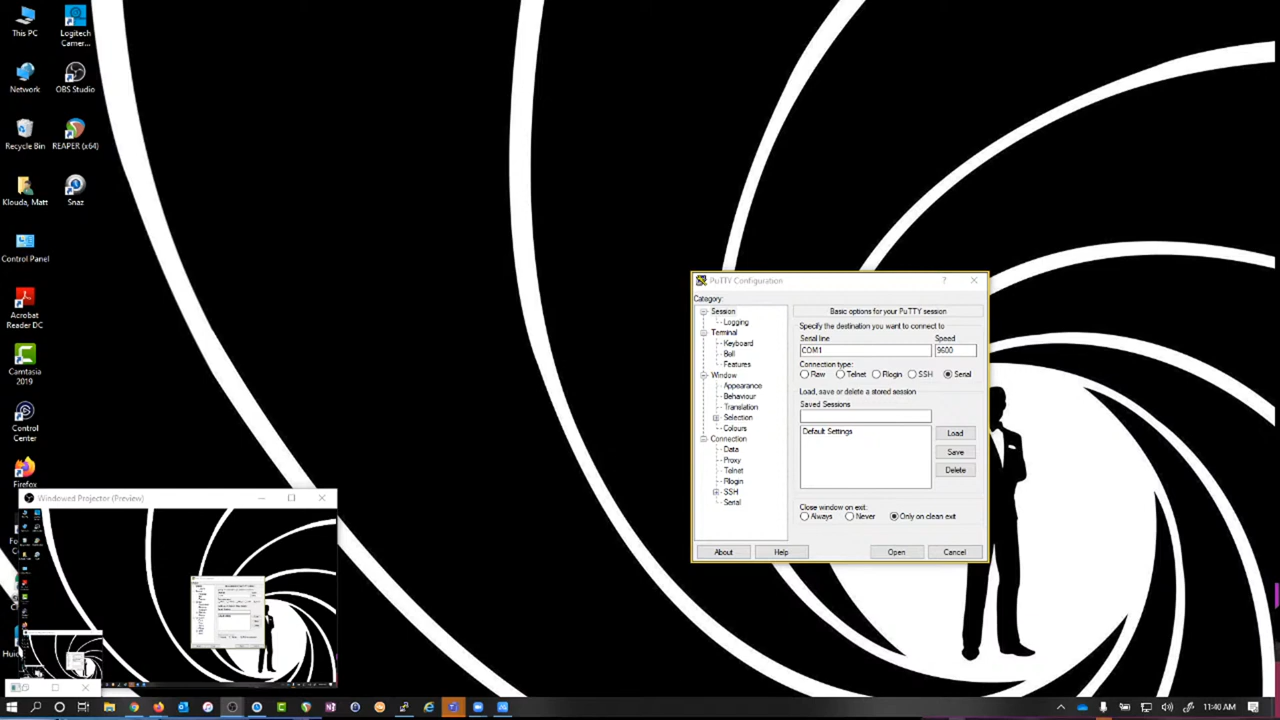 This PC
Logitech
Camer...
Network
OBS Studio
Recycle Bin
REAPER (x64)
Klouda, Matt
Snaz
Control Panel
Acrobat
Reader DC
Camtasia
2019
Control
Center
Firefox
Windowed Projector (Preview)
PuTTY Configuration
Category:
Session
Logging
Terminal
Keyboard
Bell
Features
Window
Appearance
Behaviour
Translation
Selection
Colours
Connection
Data
Proxy
Telnet
Rlogin
SSH
Serial
Basic options for your PuTTY session
Specify the destination you want to connect to
Serial line Speed
COM1 9600
Connection type:
Raw Telnet Rlogin SSH Serial
Load, save or delete a stored session
Saved Sessions
Default Settings
Load
Save
Delete
Close window on exit:
Always Never Only on clean exit
About Help Open Cancel
11:40 AM